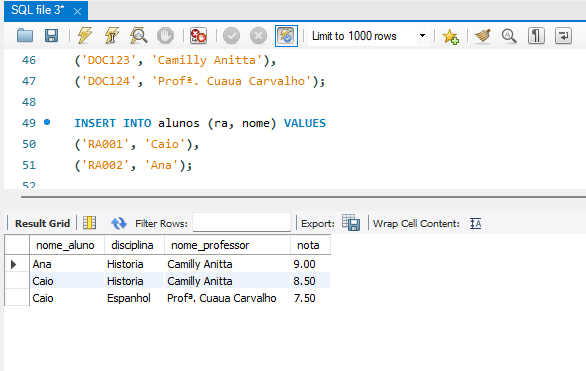 SQL file 3*
Limit to 1000 rows
46 ('DOC123', 'Camilly Anitta'),
47 ('DOC124', 'Profª. Cuaua Carvalho');
48
49 INSERT INTO alunos (ra, nome) VALUES
50 ('RA001', 'Caio'),
51 ('RA002', 'Ana');
52
Result Grid Filter Rows: Export: Wrap Cell Content:
nome_aluno disciplina nome_professor nota
Ana Historia Camilly Anitta 9.00
Caio Historia Camilly Anitta 8.50
Caio Espanhol Profª. Cuaua Carvalho 7.50